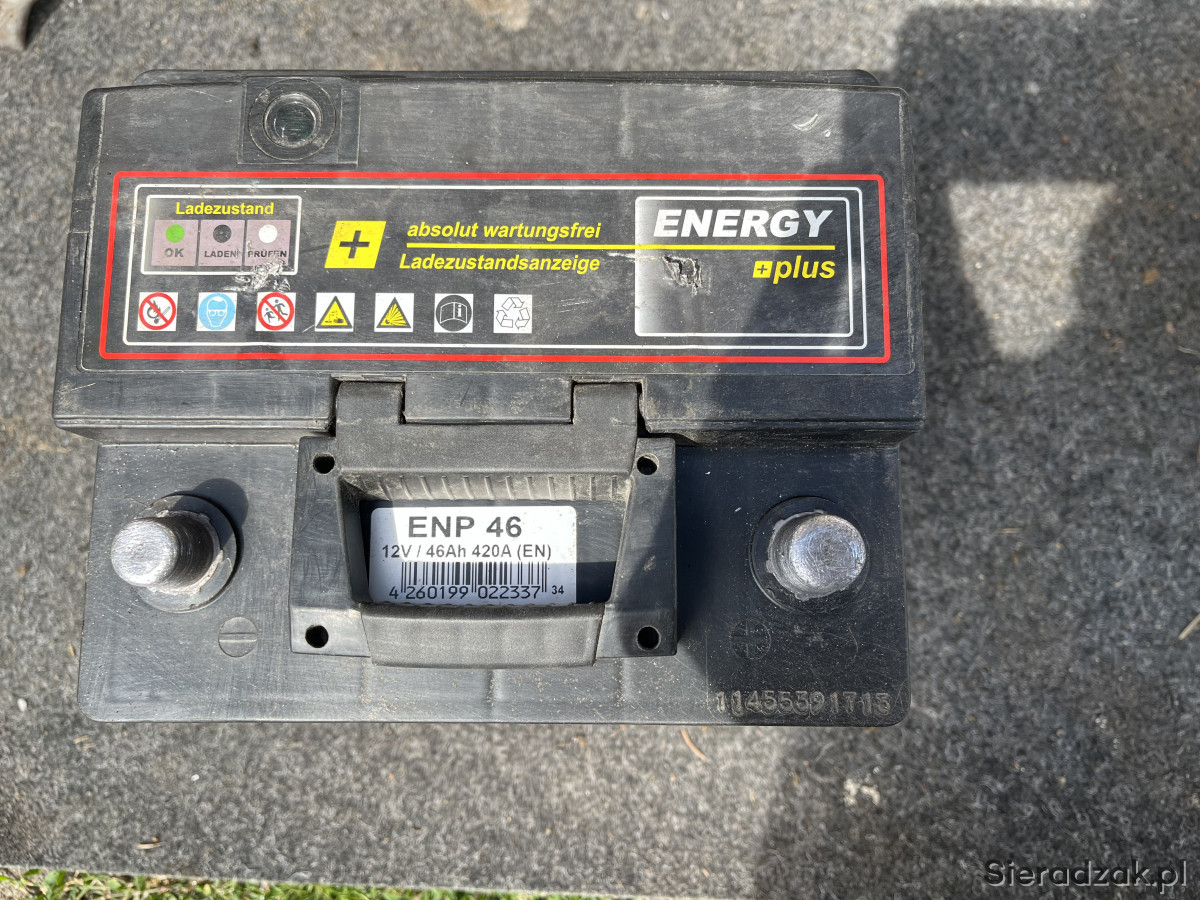 Ladezustand
OK LADEN PRÜFEN
absolut wartungsfrei
Ladezustandsanzeige
ENERGY
plus
ENP 46
12V / 46Ah 420A (EN)
4 260199 022337 34
11455591713
Sieradzak.pl